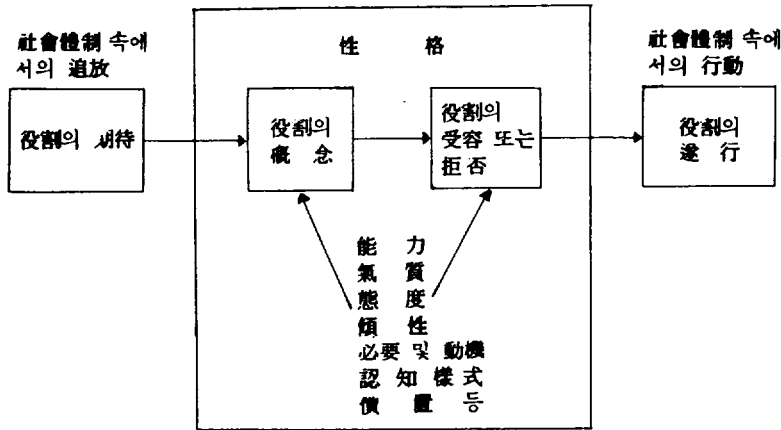 社會體制 속에
서의 追放
役割의 期待
性 格
役割의
槪 念
役割의
受容 또는
拒否
社會體制 속에
서의 行動
役割의
遂 行
能 力
氣 質
態 度
傾 性
必要 및 動機
認 知 樣 式
價 置 등